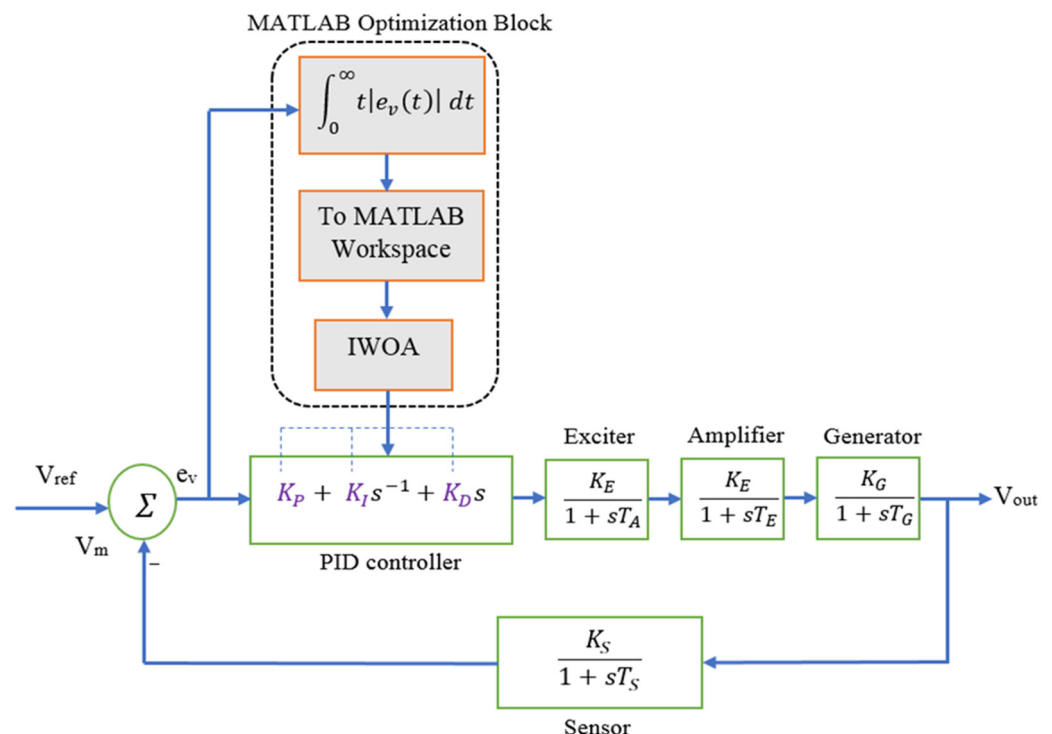 MATLAB Optimization Block
∫₀^∞ t|eᵥ(t)| dt
To MATLAB
Workspace
IWOA
Exciter
Amplifier
Generator
V_ref
e_v
Σ
K_P + K_I s⁻¹ + K_D s
K_E
1 + sT_A
K_E
1 + sT_E
K_G
1 + sT_G
V_out
V_m
−
PID controller
K_S
1 + sT_S
Sensor